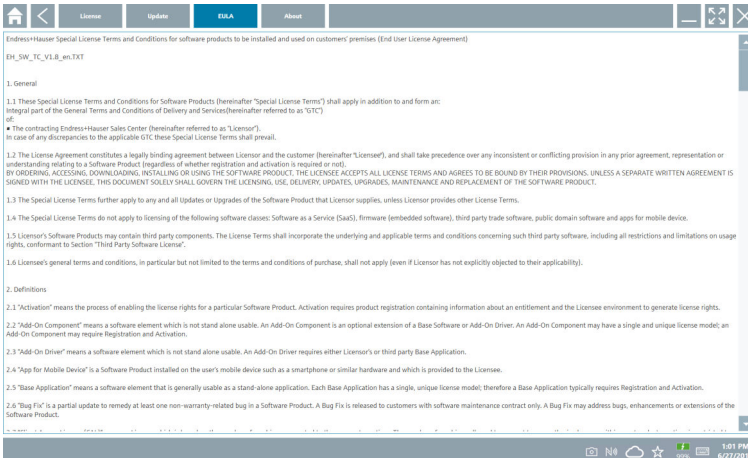 License
Update
EULA
About
Endress+Hauser Special License Terms and Conditions for software products to be installed and used on customers' premises (End User License Agreement)
EH_SW_TC_V1.8_en.TXT
1. General
1.1 These Special License Terms and Conditions for Software Products (hereinafter "Special License Terms") shall apply in addition to and form an:
Integral part of the General Terms and Conditions of Delivery and Services(hereinafter referred to as "GTC")
of:
▪ The contracting Endress+Hauser Sales Center (hereinafter referred to as "Licensor").
In case of any discrepancies to the applicable GTC these Special License Terms shall prevail.
1.2 The License Agreement constitutes a legally binding agreement between Licensor and the customer (hereinafter "Licensee"), and shall take precedence over any inconsistent or conflicting provision in any prior agreement, representation or
understanding relating to a Software Product (regardless of whether registration and activation is required or not).
BY ORDERING, ACCESSING, DOWNLOADING, INSTALLING OR USING THE SOFTWARE PRODUCT. THE LICENSEE ACCEPTS ALL LICENSE TERMS AND AGREES TO BE BOUND BY THEIR PROVISIONS. UNLESS A SEPARATE WRITTEN AGREEMENT IS
SIGNED WITH THE LICENSEE, THIS DOCUMENT SOLELY SHALL GOVERN THE LICENSING, USE, DELIVERY, UPDATES, UPGRADES, MAINTENANCE AND REPLACEMENT OF THE SOFTWARE PRODUCT.
1.3 The Special License Terms further apply to any and all Updates or Upgrades of the Software Product that Licensor supplies, unless Licensor provides other License Terms.
1.4 The Special Terms do not apply to licensing of the following software classes: Software as a Service (SaaS), firmware (embedded software), third party trade software, public domain software and apps for mobile device.
1.5 Licensor's Software Products may contain third party components. The License Terms shall incorporate the underlying and applicable terms and conditions concerning such third party software, including all restrictions and limitations on usage
rights, conformant to Section "Third Party Software License".
1.6 Licensee's general terms and conditions, in particular but not limited to the terms and conditions of purchase, shall not apply (even if Licensor has not explicitly objected to their applicability).
2. Definitions
2.1 "Activation" means the process of enabling the license rights for a particular Software Product. Activation requires product registration containing information about an entitlement and the Licensee environment to generate license rights.
2.2 "Add-On Component" means a software element which is not stand alone usable. An Add-On Component is an optional extension of a Base Software or Add-On Driver. An Add-On Component may have a single and unique license model; an
Add-On Component may require Registration and Activation.
2.3 "Add-On Driver" means a software element which is not stand alone usable. An Add-On Driver requires either Licensor's or third party Base Application.
2.4 "App for Mobile Device" is a Software Product installed on the user's mobile device such as a smartphone or similar hardware and which is provided to the Licensee.
2.5 "Base Application" means a software element that is generally usable as a stand-alone application. Each Base Application has a single, unique license model; therefore a Base Application typically requires Registration and Activation.
2.6 "Bug Fix" is a partial update to remedy at least one non-warranty-related bug in a Software Product. A Bug Fix is released to customers with software maintenance contract only. A Bug Fix may address bugs, enhancements or extensions of the
Software Product.
99%
1:01 PM
6/27/201